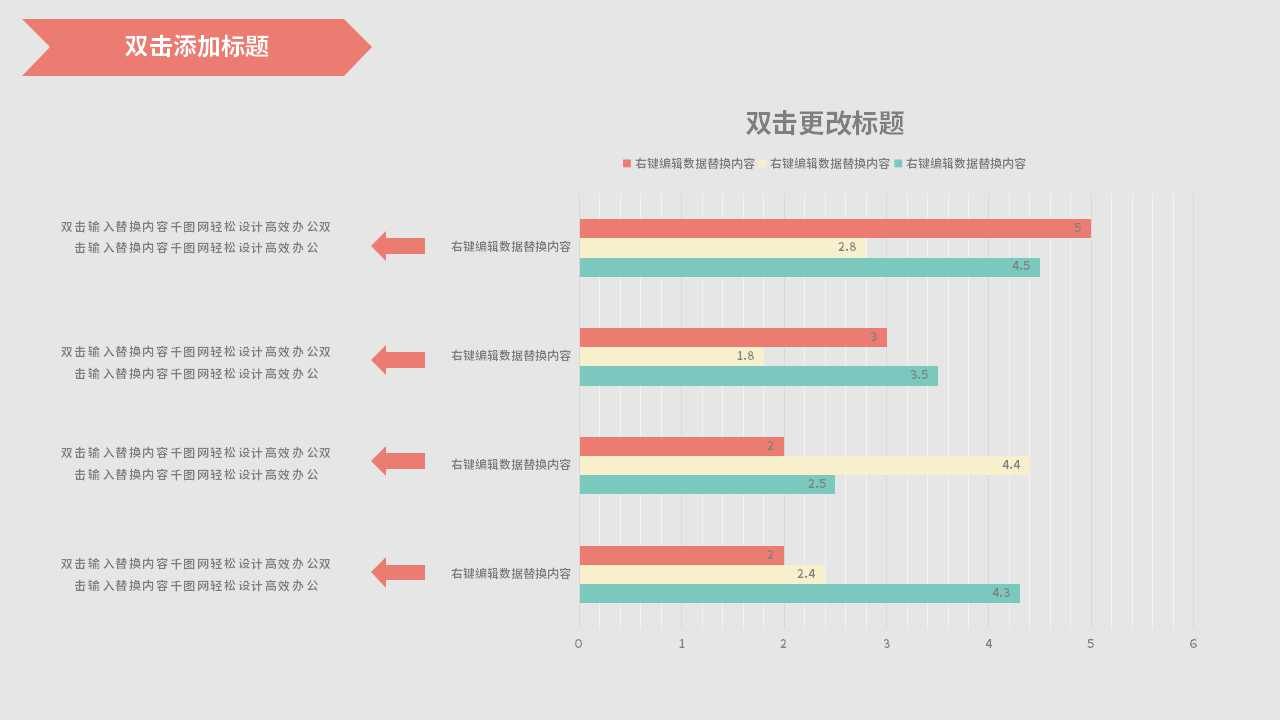 双击添加标题
双击更改标题
右键编辑数据替换内容 右键编辑数据替换内容 右键编辑数据替换内容
双击输入替换内容千图网轻松设计高效办公双
击输入替换内容千图网轻松设计高效办公
右键编辑数据替换内容
5
2.8
4.5
双击输入替换内容千图网轻松设计高效办公双
击输入替换内容千图网轻松设计高效办公
右键编辑数据替换内容
3
1.8
3.5
双击输入替换内容千图网轻松设计高效办公双
击输入替换内容千图网轻松设计高效办公
右键编辑数据替换内容
2
4.4
2.5
双击输入替换内容千图网轻松设计高效办公双
击输入替换内容千图网轻松设计高效办公
右键编辑数据替换内容
2
2.4
4.3
0 1 2 3 4 5 6